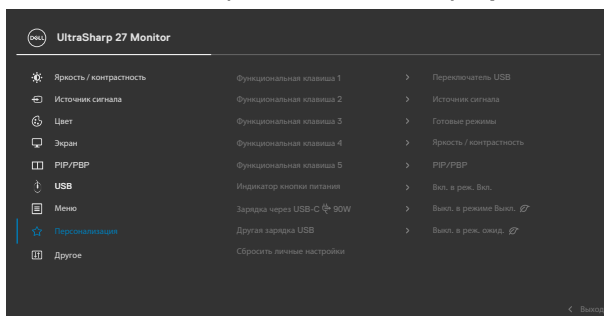 DELL UltraSharp 27 Monitor
Яркость / контрастность Функциональная клавиша 1 > Переключатель USB
Источник сигнала Функциональная клавиша 2 > Источник сигнала
Цвет Функциональная клавиша 3 > Готовые режимы
Экран Функциональная клавиша 4 > Яркость / контрастность
PIP/PBP Функциональная клавиша 5 > PIP/PBP
USB Индикатор кнопки питания > Вкл. в реж. Вкл.
Меню Зарядка через USB-C 90W > Выкл. в режиме Выкл.
Персонализация Другая зарядка USB > Выкл. в реж. ожид.
Другое Сбросить личные настройки
< Выход